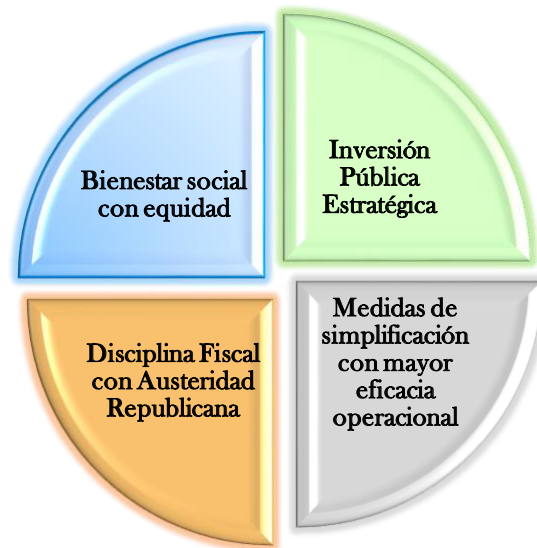 Bienestar social
con equidad
Inversión
Pública
Estratégica
Disciplina Fiscal
con Austeridad
Republicana
Medidas de
simplificación
con mayor
eficacia
operacional